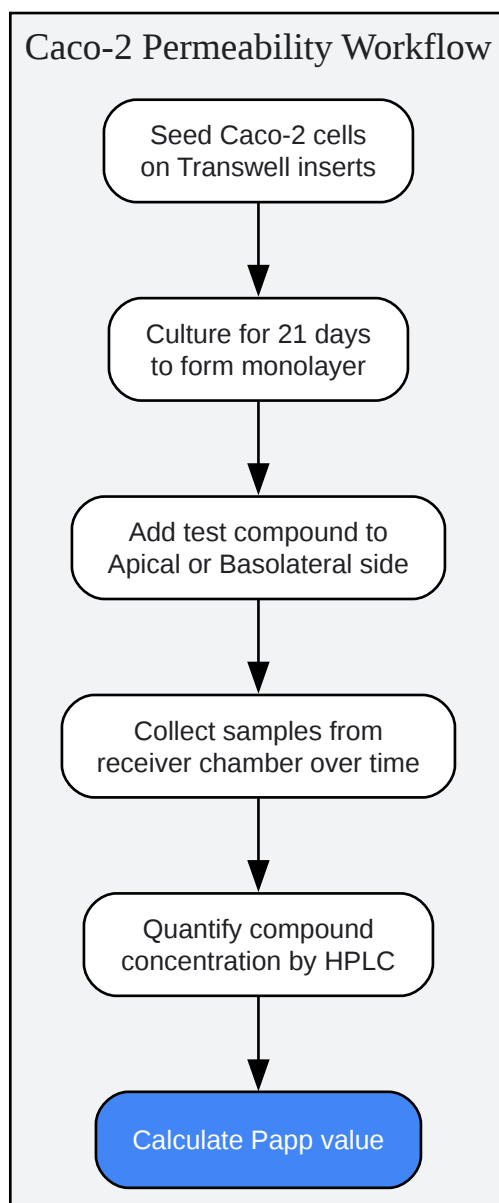 Caco-2 Permeability Workflow
Seed Caco-2 cells
on Transwell inserts
Culture for 21 days
to form monolayer
Add test compound to
Apical or Basolateral side
Collect samples from
receiver chamber over time
Quantify compound
concentration by HPLC
Calculate Papp value